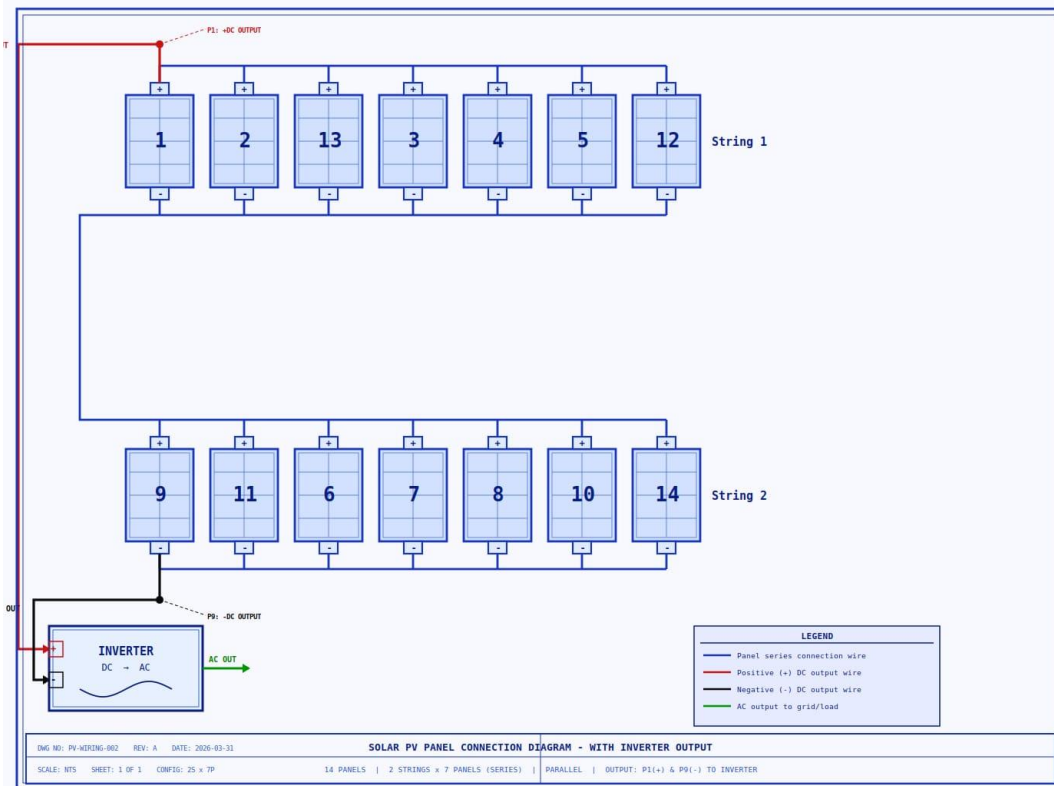 P1: +DC OUTPUT
UT
+ + + + + + +
1 2 13 3 4 5 12 String 1
- - - - - - -
+ + + + + + +
9 11 6 7 8 10 14 String 2
- - - - - - -
OUT
P9: -DC OUTPUT
+
-
INVERTER
DC → AC
AC OUT
LEGEND
Panel series connection wire
Positive (+) DC output wire
Negative (-) DC output wire
AC output to grid/load
DWG NO: PV-WIRING-002 REV: A DATE: 2026-03-31
SOLAR PV PANEL CONNECTION DIAGRAM - WITH INVERTER OUTPUT
SCALE: NTS SHEET: 1 OF 1 CONFIG: 2S x 7P
14 PANELS | 2 STRINGS x 7 PANELS (SERIES) | PARALLEL | OUTPUT: P1(+) & P9(-) TO INVERTER